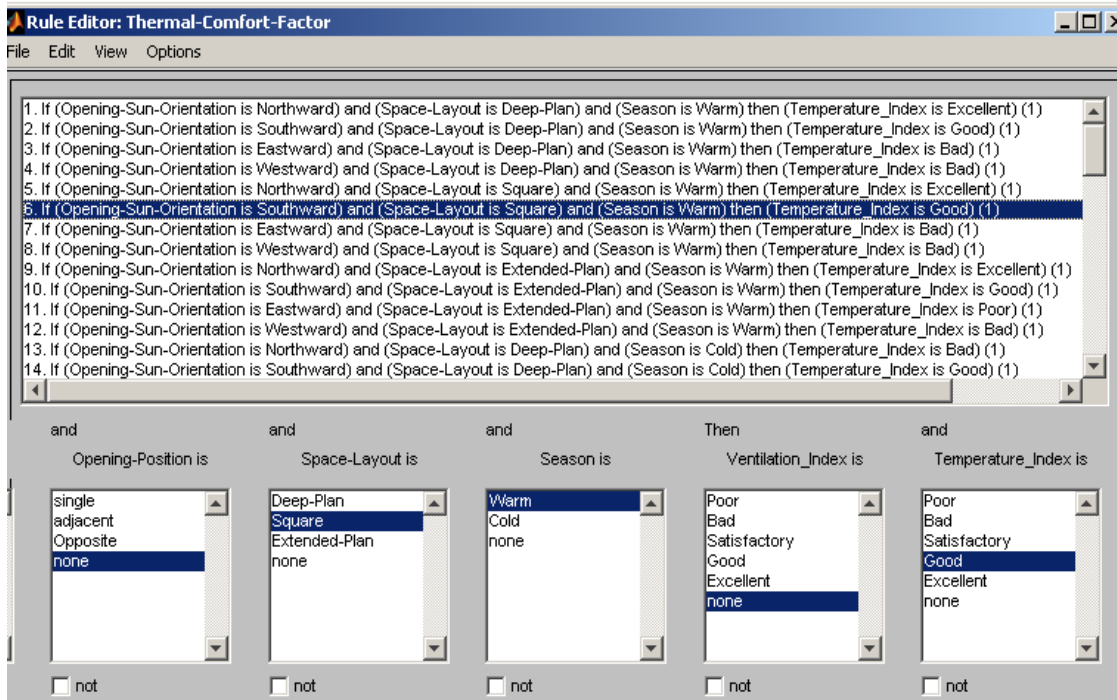 Rule Editor: Thermal-Comfort-Factor
File Edit View Options
1. If (Opening-Sun-Orientation is Northward) and (Space-Layout is Deep-Plan) and (Season is Warm) then (Temperature_Index is Excellent) (1)
2. If (Opening-Sun-Orientation is Southward) and (Space-Layout is Deep-Plan) and (Season is Warm) then (Temperature_Index is Good) (1)
3. If (Opening-Sun-Orientation is Eastward) and (Space-Layout is Deep-Plan) and (Season is Warm) then (Temperature_Index is Bad) (1)
4. If (Opening-Sun-Orientation is Westward) and (Space-Layout is Deep-Plan) and (Season is Warm) then (Temperature_Index is Bad) (1)
5. If (Opening-Sun-Orientation is Northward) and (Space-Layout is Square) and (Season is Warm) then (Temperature_Index is Excellent) (1)
6. If (Opening-Sun-Orientation is Southward) and (Space-Layout is Square) and (Season is Warm) then (Temperature_Index is Good) (1)
7. If (Opening-Sun-Orientation is Eastward) and (Space-Layout is Square) and (Season is Warm) then (Temperature_Index is Bad) (1)
8. If (Opening-Sun-Orientation is Westward) and (Space-Layout is Square) and (Season is Warm) then (Temperature_Index is Bad) (1)
9. If (Opening-Sun-Orientation is Northward) and (Space-Layout is Extended-Plan) and (Season is Warm) then (Temperature_Index is Excellent) (1)
10. If (Opening-Sun-Orientation is Southward) and (Space-Layout is Extended-Plan) and (Season is Warm) then (Temperature_Index is Good) (1)
11. If (Opening-Sun-Orientation is Eastward) and (Space-Layout is Extended-Plan) and (Season is Warm) then (Temperature_Index is Poor) (1)
12. If (Opening-Sun-Orientation is Westward) and (Space-Layout is Extended-Plan) and (Season is Warm) then (Temperature_Index is Bad) (1)
13. If (Opening-Sun-Orientation is Northward) and (Space-Layout is Deep-Plan) and (Season is Cold) then (Temperature_Index is Bad) (1)
14. If (Opening-Sun-Orientation is Southward) and (Space-Layout is Deep-Plan) and (Season is Cold) then (Temperature_Index is Good) (1)
and
Opening-Position is
single
adjacent
Opposite
none
not
and
Space-Layout is
Deep-Plan
Square
Extended-Plan
none
not
and
Season is
Warm
Cold
none
not
Then
Ventilation_Index is
Poor
Bad
Satisfactory
Good
Excellent
none
not
and
Temperature_Index is
Poor
Bad
Satisfactory
Good
Excellent
none
not